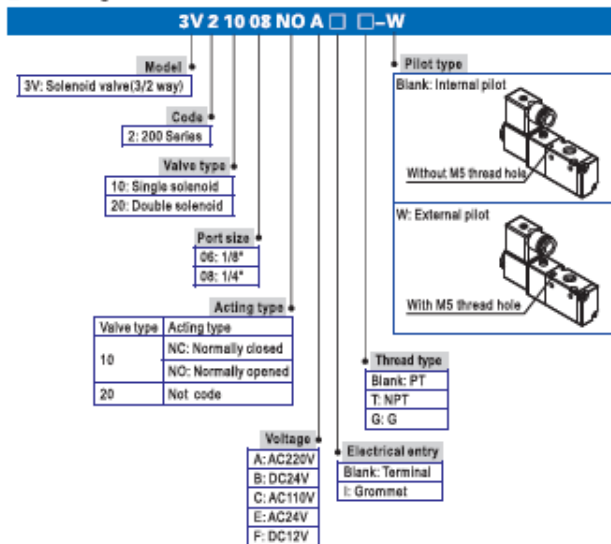 3V 2 10 08 NO A □ □-W
Model
3V: Solenoid valve(3/2 way)
Code
2: 200 Series
Valve type
10: Single solenoid
20: Double solenoid
Port size
06: 1/8"
08: 1/4"
Acting type
Valve type Acting type
10
NC: Normally closed
NO: Normally opened
20 Not code
Voltage
A: AC220V
B: DC24V
C: AC110V
E: AC24V
F: DC12V
Electrical entry
Blank: Terminal
I: Grommet
Thread type
Blank: PT
T: NPT
G: G
Pilot type
Blank: Internal pilot
Without M5 thread hole
W: External pilot
With M5 thread hole